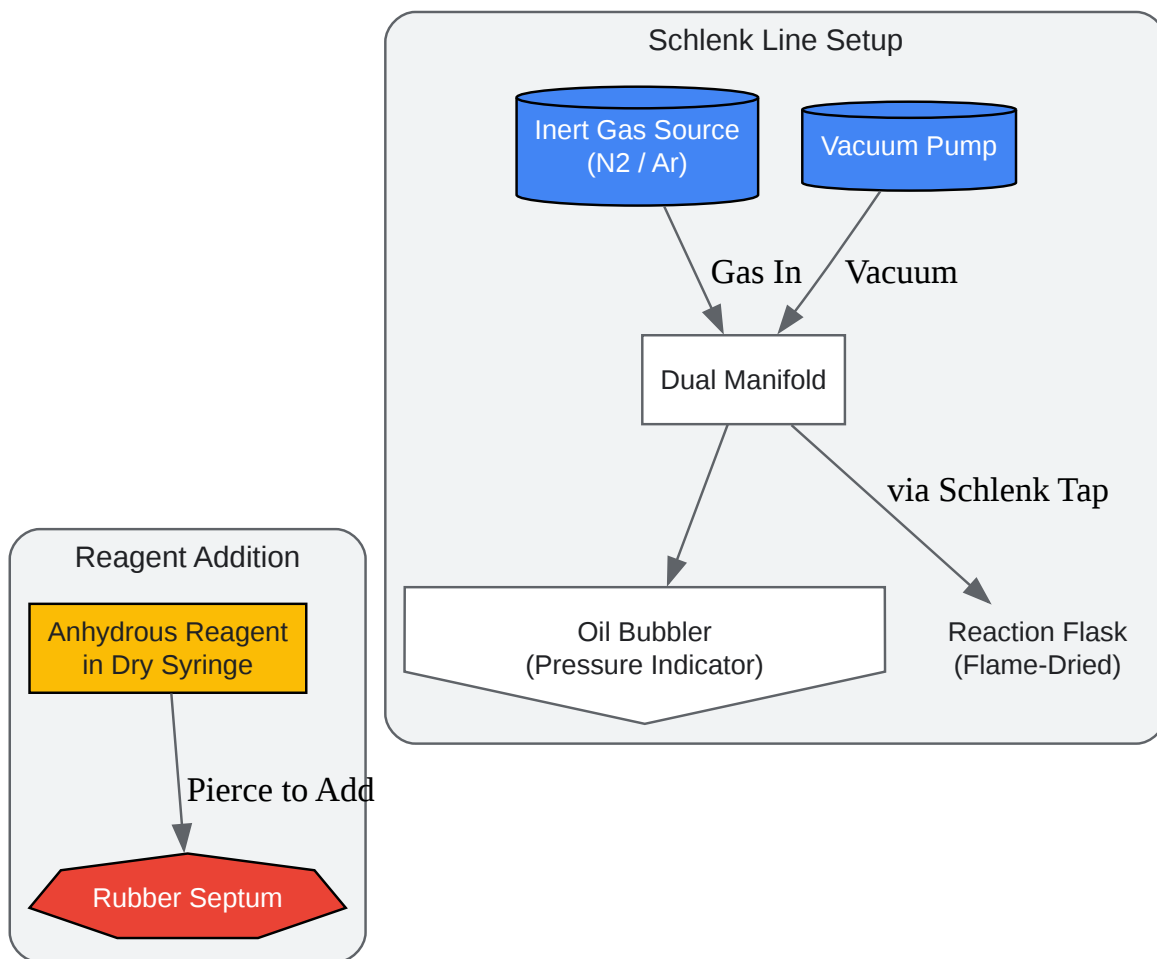 Schlenk Line Setup
Inert Gas Source
(N2 / Ar)
Vacuum Pump
Gas In
Vacuum
Dual Manifold
via Schlenk Tap
Oil Bubbler
(Pressure Indicator)
Reaction Flask
(Flame-Dried)
Reagent Addition
Anhydrous Reagent
in Dry Syringe
Pierce to Add
Rubber Septum